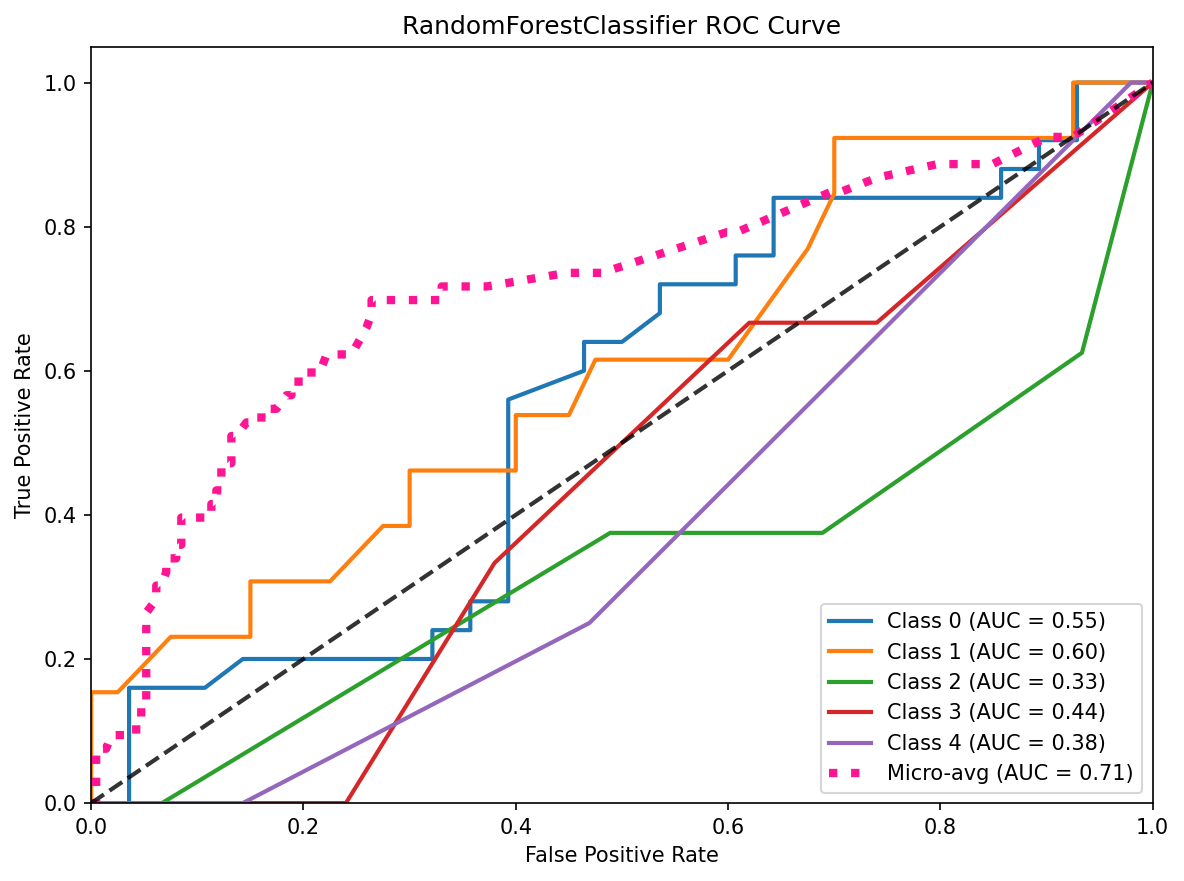 RandomForestClassifier ROC Curve
True Positive Rate
1.0
0.8
0.6
0.4
0.2
0.0
Class 0 (AUC = 0.55)
Class 1 (AUC = 0.60)
Class 2 (AUC = 0.33)
Class 3 (AUC = 0.44)
Class 4 (AUC = 0.38)
Micro-avg (AUC = 0.71)
0.0 0.2 0.4 0.6 0.8 1.0
False Positive Rate